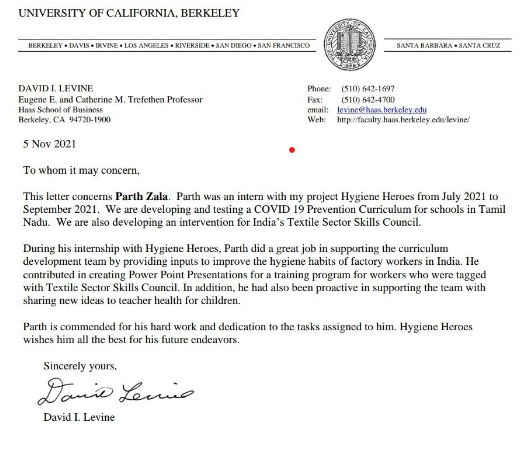 UNIVERSITY OF CALIFORNIA, BERKELEY
BERKELEY • DAVIS • IRVINE • LOS ANGELES • RIVERSIDE • SAN DIEGO • SAN FRANCISCO
SANTA BARBARA • SANTA CRUZ
DAVID I. LEVINE
Eugene E. and Catherine M. Trefethen Professor
Haas School of Business
Berkeley, CA 94720-1900
Phone: (510) 642-1697
Fax: (510) 642-4700
email: levine@haas.berkeley.edu
Web: http://faculty.haas.berkeley.edu/levine/
5 Nov 2021
To whom it may concern,
This letter concerns Parth Zala. Parth was an intern with my project Hygiene Heroes from July 2021 to
September 2021. We are developing and testing a COVID 19 Prevention Curriculum for schools in Tamil
Nadu. We are also developing an intervention for India's Textile Sector Skills Council.
During his internship with Hygiene Heroes, Parth did a great job in supporting the curriculum
development team by providing inputs to improve the hygiene habits of factory workers in India. He
contributed in creating Power Point Presentations for a training program for workers who were tagged
with Textile Sector Skills Council. In addition, he had also been proactive in supporting the team with
sharing new ideas to teacher health for children.
Parth is commended for his hard work and dedication to the tasks assigned to him. Hygiene Heroes
wishes him all the best for his future endeavors.
Sincerely yours,
David Levine
David I. Levine